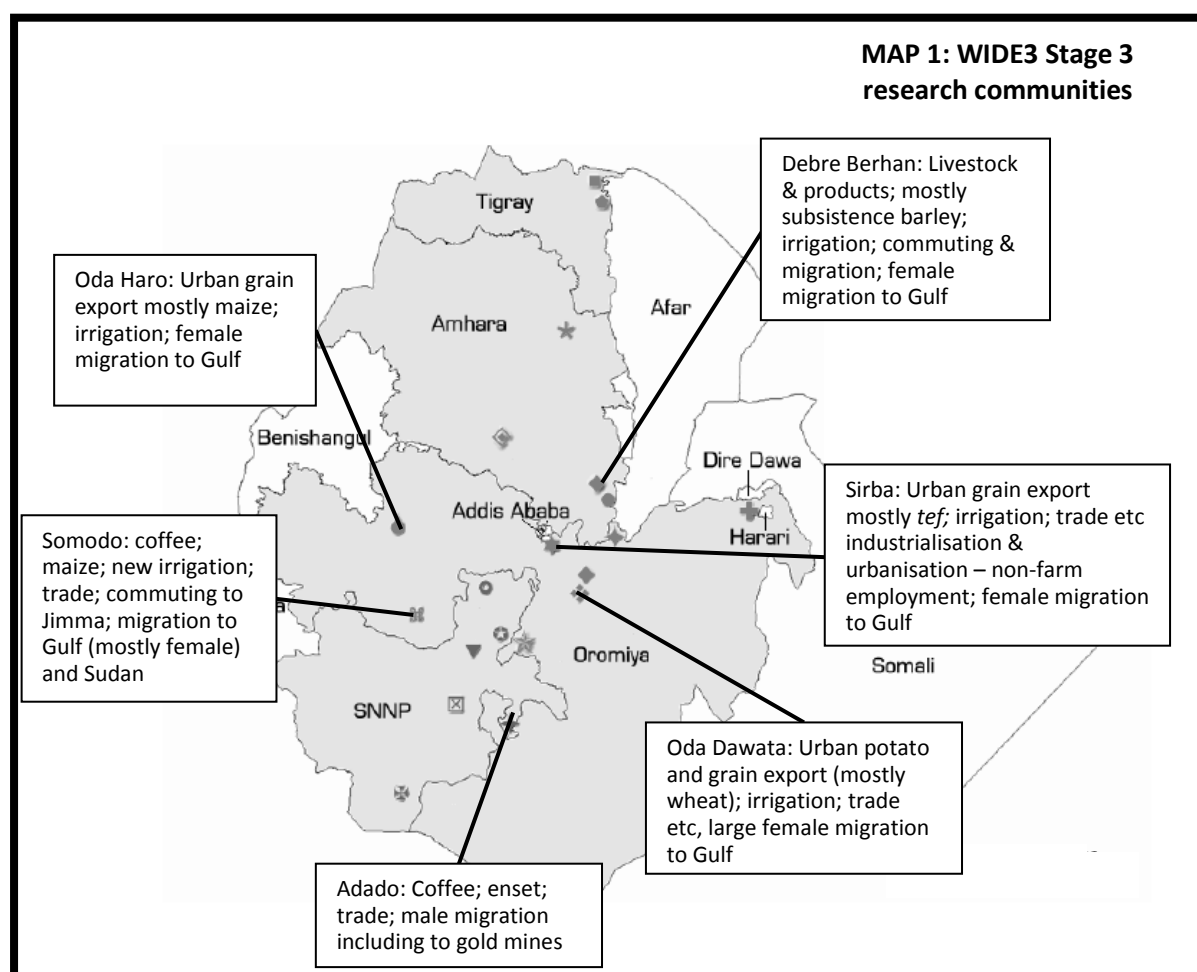 MAP 1: WIDE3 Stage 3
research communities
Debre Berhan: Livestock
& products; mostly
subsistence barley;
irrigation; commuting &
migration; female
migration to Gulf
Tigray
Oda Haro: Urban grain
export mostly maize;
irrigation; female
migration to Gulf
Afar
Amhara
Benishangul
Dire Dawa
Addis Ababa
Harari
Sirba: Urban grain export
mostly tef; irrigation; trade etc
industrialisation &
urbanisation – non-farm
employment; female migration
to Gulf
Somodo: coffee;
maize; new irrigation;
trade; commuting to
Jimma; migration to
Gulf (mostly female)
and Sudan
Oromiya
Somali
SNNP
Oda Dawata: Urban potato
and grain export (mostly
wheat); irrigation; trade
etc, large female migration
to Gulf
Adado: Coffee; enset;
trade; male migration
including to gold mines